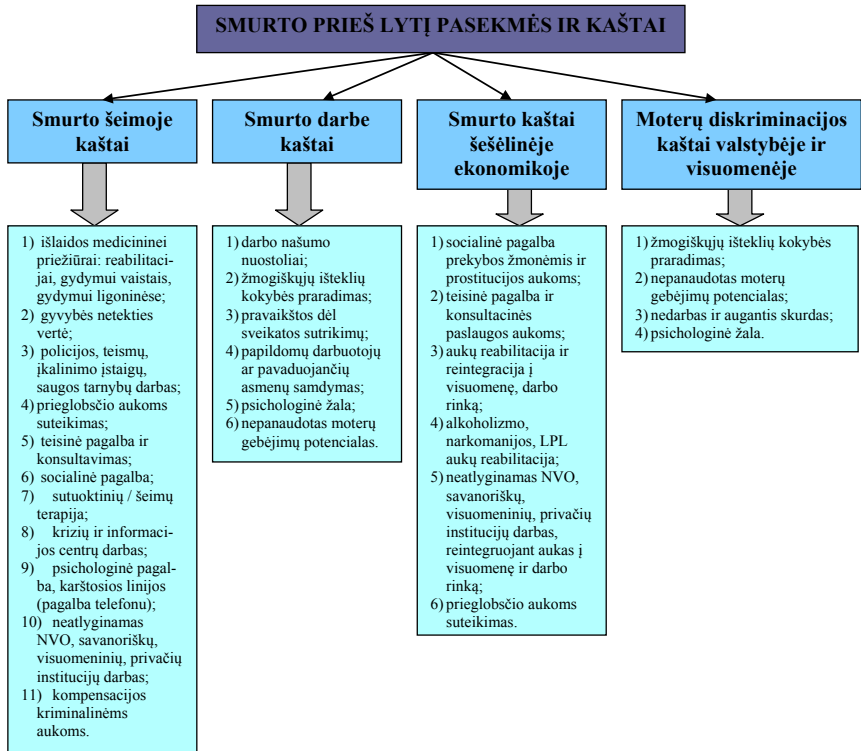 SMURTO PRIEŠ LYTĮ PASEKMĖS IR KAŠTAI
Smurto šeimoje
kaštai
1) išlaidos medicininei
priežiūrai: reabilitaci-
jai, gydymui vaistais,
gydymui ligoninėse;
2) gyvybės netekties
vertė;
3) policijos, teismų,
įkalinimo įstaigų,
saugos tarnybų darbas;
4) prieglobsčio aukoms
suteikimas;
5) teisinė pagalba ir
konsultavimas;
6) socialinė pagalba;
7) sutuoktinių / šeimų
terapija;
8) krizių ir informaci-
jos centrų darbas;
9) psichologinė pagal-
ba, karštosios linijos
(pagalba telefonu);
10) neatlyginamas
NVO, savanoriškų,
visuomeninių, privačių
institucijų darbas;
11) kompensacijos
kriminalinėms
aukoms.
Smurto darbe
kaštai
1) darbo našumo
nuostoliai;
2) žmogiškųjų išteklių
kokybės praradimas;
3) pravaikštos dėl
sveikatos sutrikimų;
4) papildomų darbuotojų
ar pavaduojančių
asmenų samdymas;
5) psichologinė žala;
6) nepanaudotas moterų
gebėjimų potencialas.
Smurto kaštai
šešėlinėje
ekonomikoje
1) socialinė pagalba
prekybos žmonėmis ir
prostitucijos aukoms;
2) teisinė pagalba ir
konsultacinės
paslaugos aukoms;
3) aukų reabilitacija ir
reintegracija į
visuomenę, darbo
rinką;
4) alkoholizmo,
narkomanijos, LPL
aukų reabilitacija;
5) neatlyginamas NVO,
savanoriškų,
visuomeninių, privačių
institucijų darbas,
reintegruojant aukas į
visuomenę ir darbo
rinką;
6) prieglobsčio aukoms
suteikimas.
Moterų diskriminacijos
kaštai valstybėje ir
visuomenėje
1) žmogiškųjų išteklių kokybės
praradimas;
2) nepanaudotas moterų
gebėjimų potencialas;
3) nedarbas ir augantis skurdas;
4) psichologinė žala.